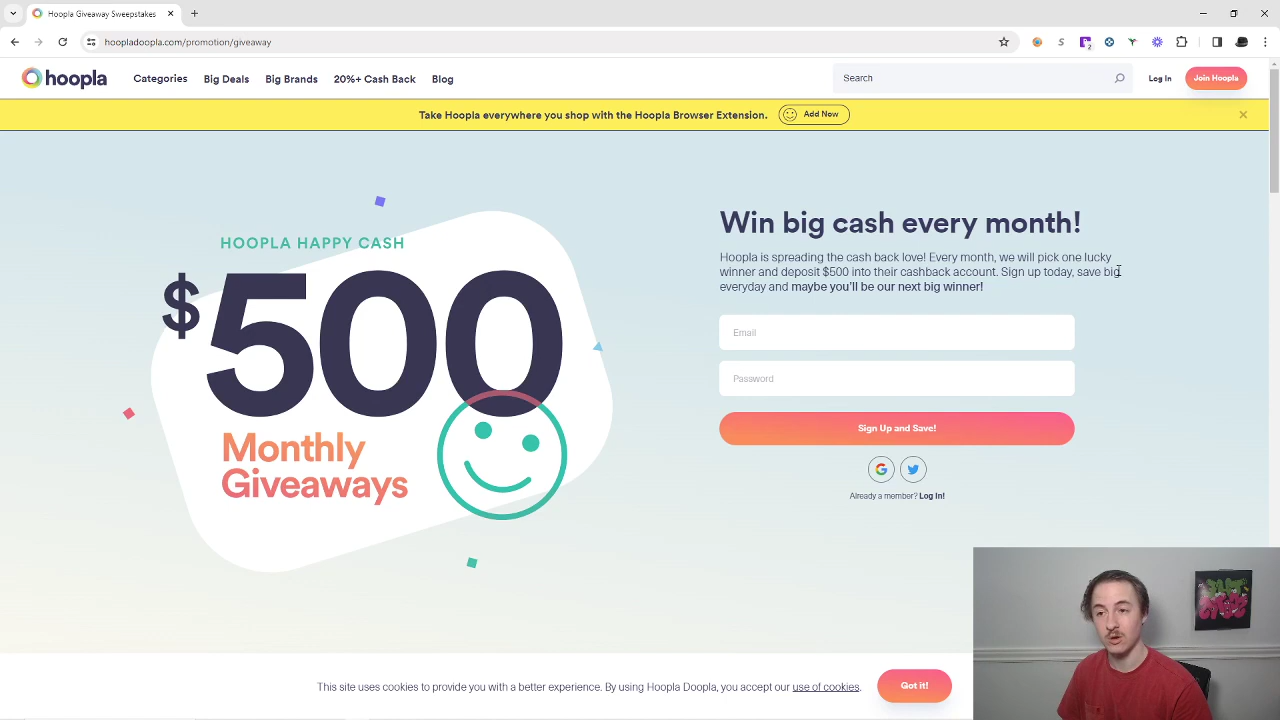 Hoopla Giveaway Sweepstakes
hoopladoopla.com/promotion/giveaway
hoopla
Categories
Big Deals
Big Brands
20%+ Cash Back
Blog
Search
Log In
Join Hoopla
Take Hoopla everywhere you shop with the Hoopla Browser Extension.
Add Now
HOOPLA HAPPY CASH
$500
Monthly
Giveaways
Win big cash every month!
Hoopla is spreading the cash back love! Every month, we will pick one lucky
winner and deposit $500 into their cashback account. Sign up today, save big
everyday and maybe you'll be our next big winner!
Email
Password
Sign Up and Save!
Already a member? Log In!
This site uses cookies to provide you with a better experience. By using Hoopla Doopla, you accept our use of cookies.
Got it!